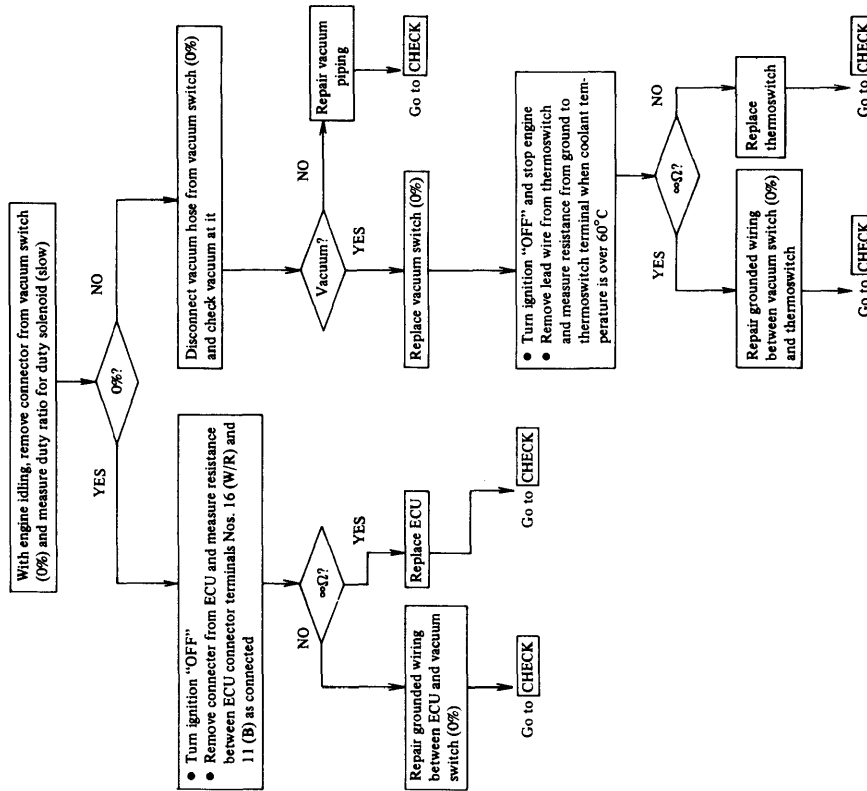 With engine idling, remove connector from vacuum switch
(0%) and measure duty ratio for duty solenoid (slow)
0%?
YES
NO
● Turn ignition "OFF"
● Remove connecter from ECU and measure resistance
between ECU connector terminals Nos. 16 (W/R) and
11 (B) as connected
∞Ω?
NO
YES
Repair grounded wiring
between ECU and vacuum
switch (0%)
Go to CHECK
Replace ECU
Go to CHECK
Disconnect vacuum hose from vacuum switch (0%)
and check vacuum at it
Vacuum?
NO
YES
Repair vacuum
piping
Go to CHECK
Replace vacuum switch (0%)
● Turn ignition "OFF" and stop engine
● Remove lead wire from thermoswitch
and measure resistance from ground to
thermoswitch terminal when coolant tem-
perature is over 60°C
∞Ω?
YES
NO
Repair grounded wiring
between vacuum switch (0%)
and thermoswitch
Go to CHECK
Replace
thermoswitch
Go to CHECK